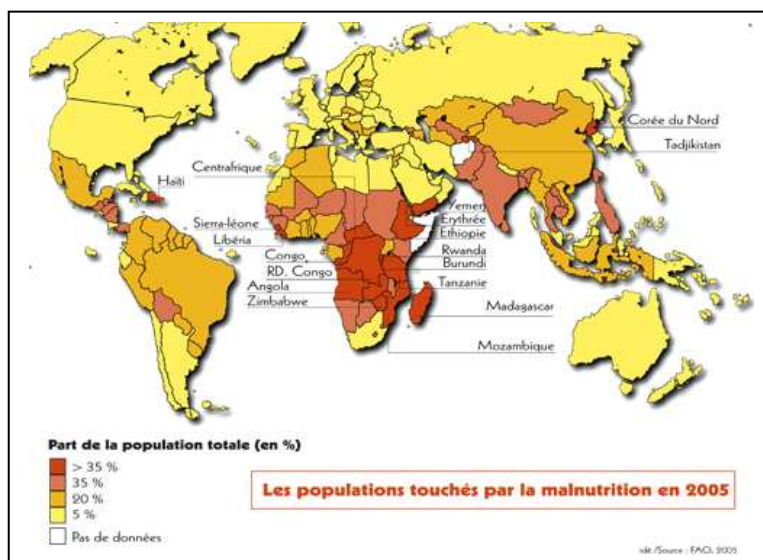 Corée du Nord
Tadjikistan
Centrafrique
Haïti
Yemen
Erythrée
Ethiopie
Sierra-léone
Libéria
Rwanda
Burundi
Congo
RD. Congo
Tanzanie
Angola
Zimbabwe
Madagascar
Mozambique
Part de la population totale (en %)
> 35 %
35 %
20 %
5 %
Pas de données
Les populations touchés par la malnutrition en 2005
/Source : FAO, 2005